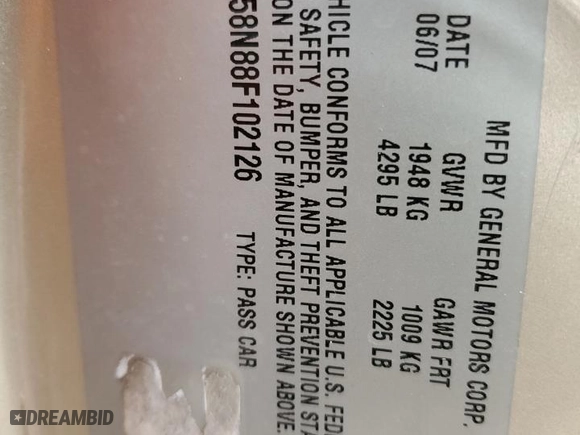 MFD BY GENERAL MOTORS CORP.
DATE GVWR GAWR FRT
06/07 1948 KG 1009 KG
4295 LB 2225 LB
HICLE CONFORMS TO ALL APPLICABLE U.S. FED
SAFETY, BUMPER, AND THEFT PREVENTION STA
ON THE DATE OF MANUFACTURE SHOWN ABOVE.
58N88F102126 TYPE: PASS CAR
DREAMBID